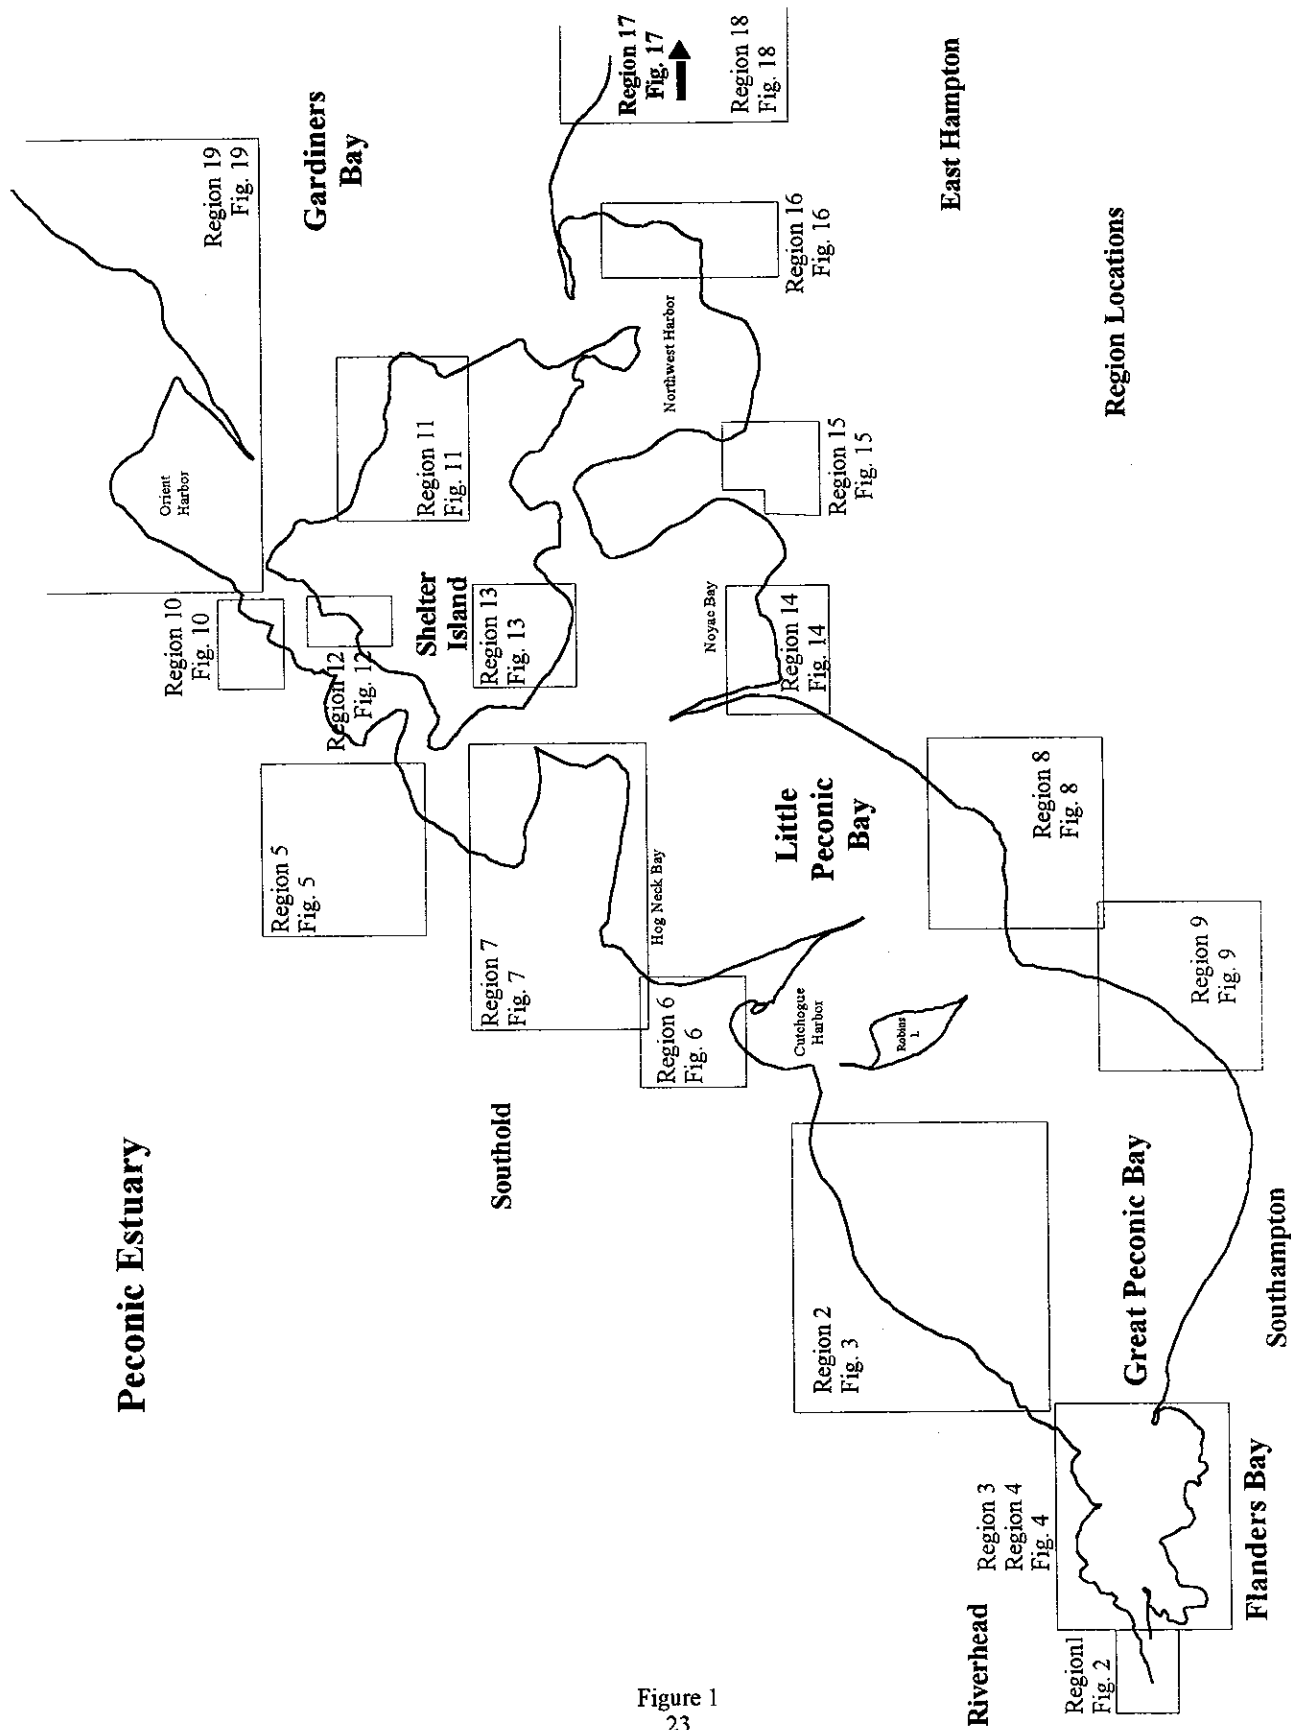 Peconic Estuary
Region 19
Fig. 19
Orient
Harbor
Region 10
Fig. 10
Gardiners
Bay
Region 5
Fig. 5
Region 12
Fig. 12
Region 11
Fig. 11
Shelter
Island
Region 7
Fig. 7
Region 13
Fig. 13
Southold
Region 17
Fig. 17
Region 18
Fig. 18
Region 6
Fig. 6
Hog Neck Bay
Northwest Harbor
Noyac Bay
Region 14
Fig. 14
Region 16
Fig. 16
Region 15
Fig. 15
Little
Peconic
Bay
Cutchogue
Harbor
Robins
I.
Region 2
Fig. 3
East Hampton
Region 8
Fig. 8
Riverhead
Region 3
Region 4
Fig. 4
Region1
Fig. 2
Great Peconic Bay
Region 9
Fig. 9
Region Locations
Flanders Bay
Southampton
Figure 1
23